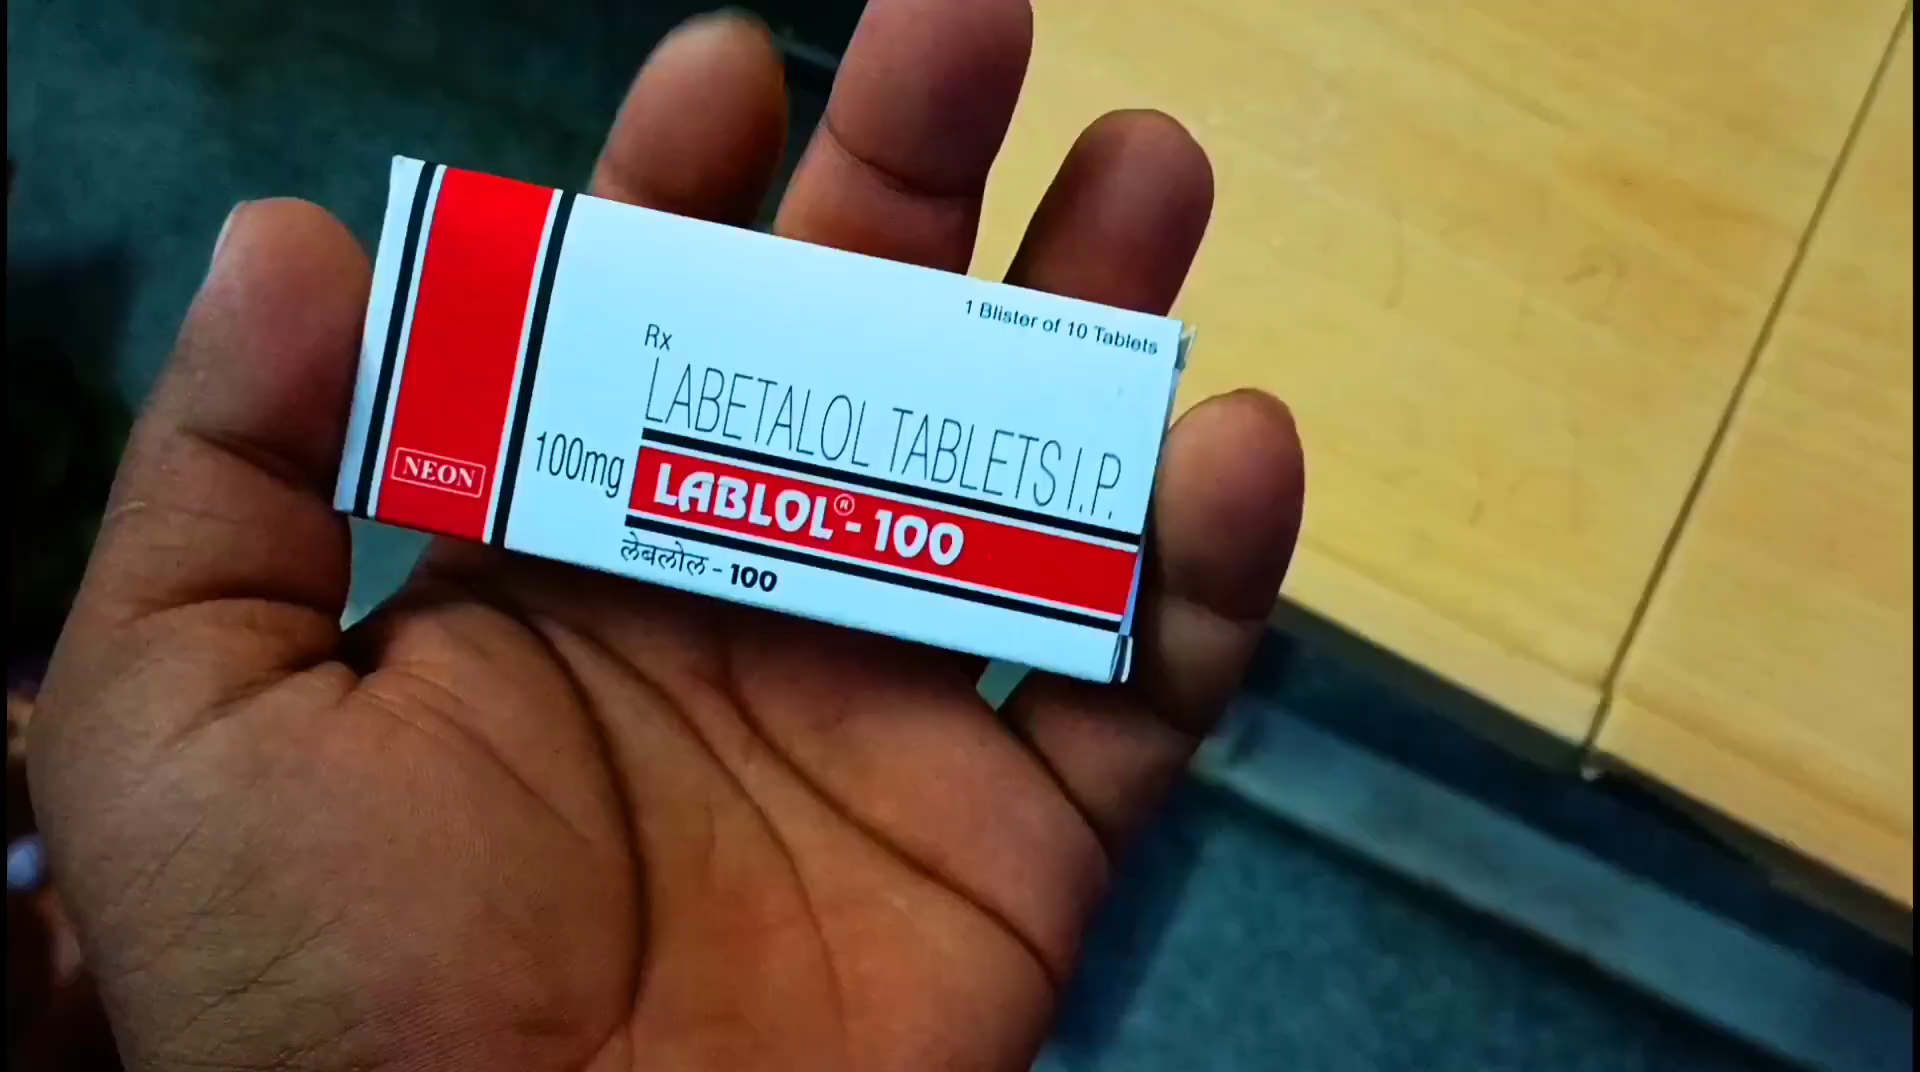 1 Blister of 10 Tablets
Rx
LABETALOL TABLETS I.P.
100mg
LABLOL® - 100
लेबलोल - 100
NEON